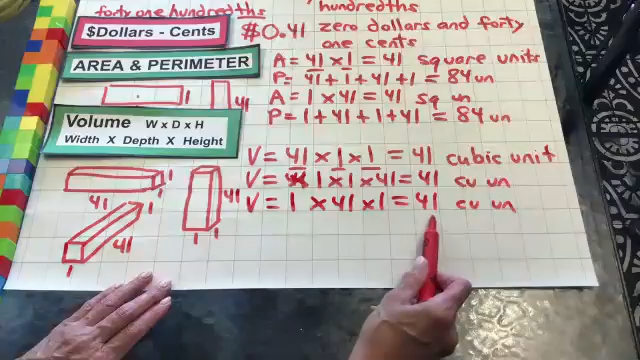 forty one hundredths
hundredths
$Dollars - Cents
$0.41 zero dollars and forty
one cents
AREA & PERIMETER
A = 41 x 1 = 41 square units
P = 41 + 1 + 41 + 1 = 84 un
1
41
A = 1 x 41 = 41 sq un
P = 1 + 41 + 1 + 41 = 84 un
Volume W x D x H
Width X Depth X Height
V = 41 x 1 x 1 = 41 cubic unit
V = 1 x 1 x 41 = 41 cu un
V = 1 x 41 x 1 = 41 cu un
1
1
41
41
1
41
1
1 1